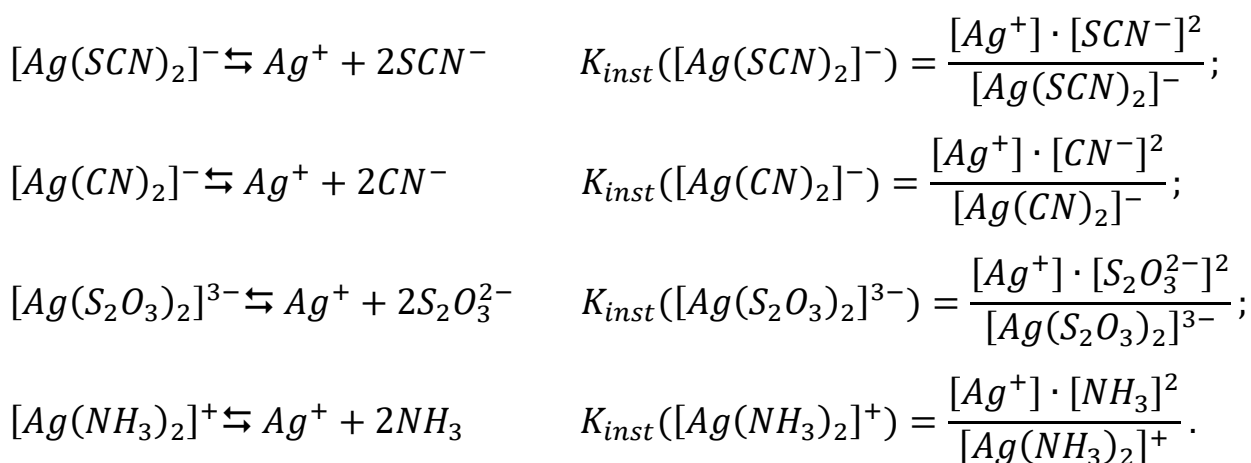 [Ag(SCN)₂]⁻ ⇆ Ag⁺ + 2SCN⁻ K_inst([Ag(SCN)₂]⁻) = [Ag⁺] · [SCN⁻]² / [Ag(SCN)₂]⁻ ;
[Ag(CN)₂]⁻ ⇆ Ag⁺ + 2CN⁻ K_inst([Ag(CN)₂]⁻) = [Ag⁺] · [CN⁻]² / [Ag(CN)₂]⁻ ;
[Ag(S₂O₃)₂]³⁻ ⇆ Ag⁺ + 2S₂O₃²⁻ K_inst([Ag(S₂O₃)₂]³⁻) = [Ag⁺] · [S₂O₃²⁻]² / [Ag(S₂O₃)₂]³⁻ ;
[Ag(NH₃)₂]⁺ ⇆ Ag⁺ + 2NH₃ K_inst([Ag(NH₃)₂]⁺) = [Ag⁺] · [NH₃]² / [Ag(NH₃)₂]⁺ .